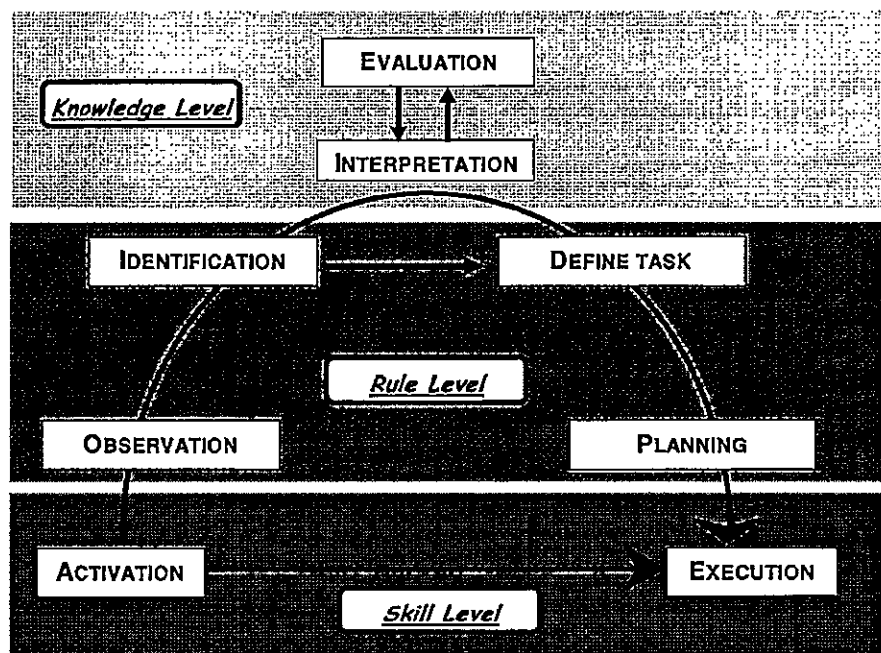 EVALUATION
Knowledge Level
INTERPRETATION
IDENTIFICATION
DEFINE TASK
Rule Level
OBSERVATION
PLANNING
ACTIVATION
EXECUTION
Skill Level